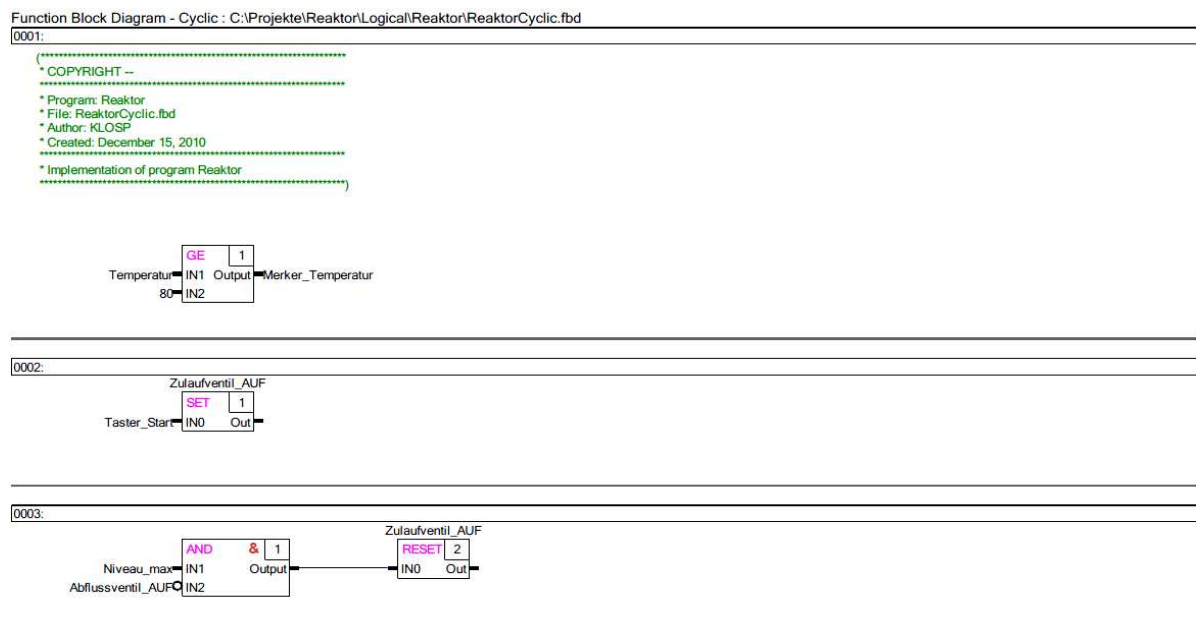 Function Block Diagram - Cyclic : C:\Projekte\Reaktor\Logical\Reaktor\ReaktorCyclic.fbd
0001:
(********************************************************************
* COPYRIGHT --
********************************************************************
* Program: Reaktor
* File: ReaktorCyclic.fbd
* Author: KLOSP
* Created: December 15, 2010
********************************************************************
* Implementation of program Reaktor
********************************************************************)
GE 1
Temperatur IN1 Output Merker_Temperatur
80 IN2
0002:
Zulaufventil_AUF
SET 1
Taster_Start IN0 Out
0003:
Zulaufventil_AUF
AND & 1 RESET 2
Niveau_max IN1 Output IN0 Out
Abflussventil_AUF IN2